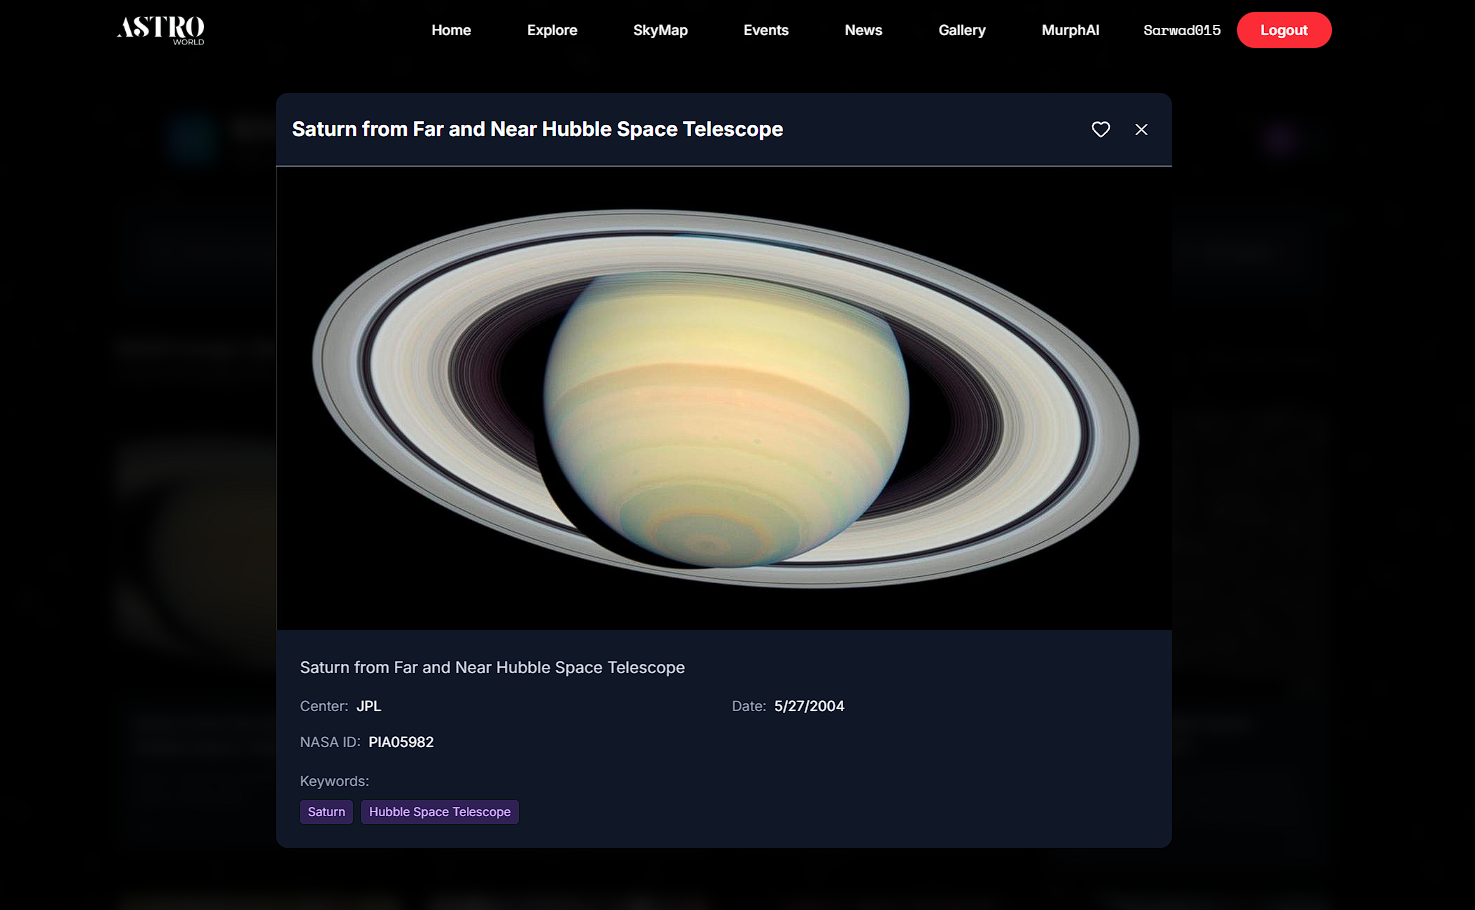 ASTRO
WORLD
Home Explore SkyMap Events News Gallery MurphAI Sarwad015 Logout
Saturn from Far and Near Hubble Space Telescope
Saturn from Far and Near Hubble Space Telescope
Center: JPL Date: 5/27/2004
NASA ID: PIA05982
Keywords:
Saturn Hubble Space Telescope